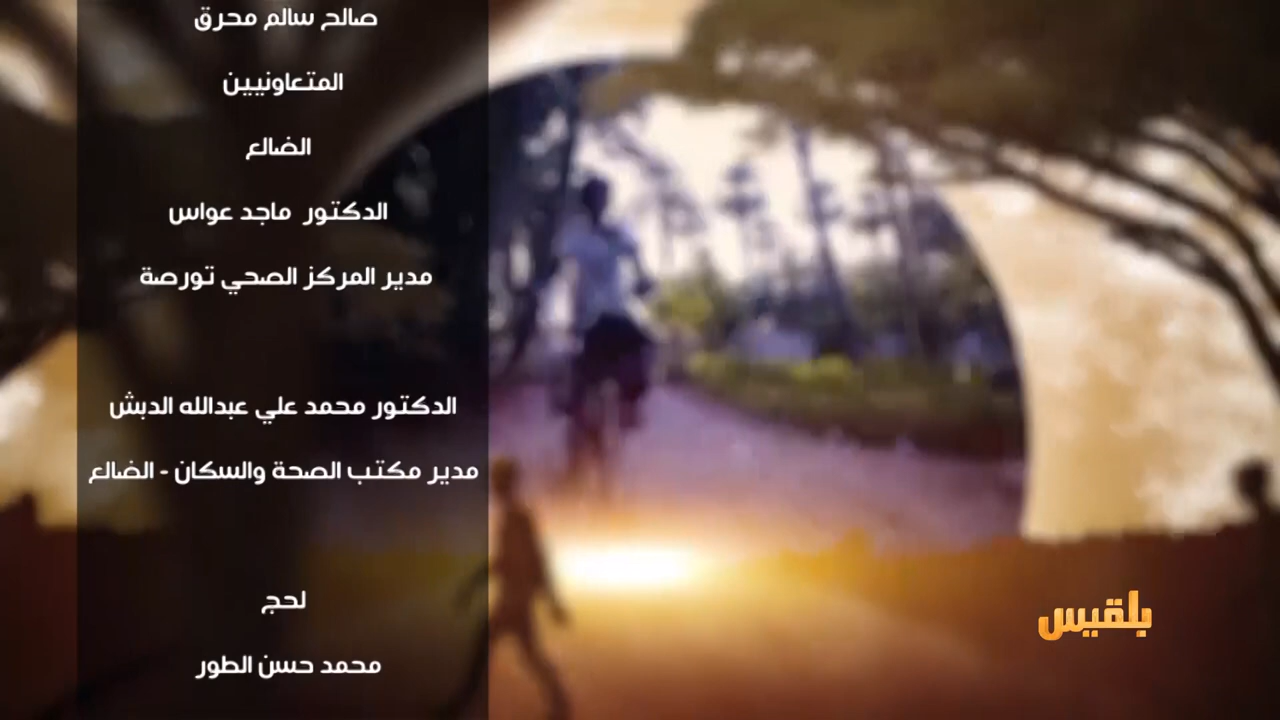 صالح سالم محرق
المتعاونيين
الضالع
الدكتور ماجد عواس
مدير المركز الصحي تورصة
الدكتور محمد علي عبدالله الدبش
مدير مكتب الصحة والسكان - الضالع
لحج
محمد حسن الطور
بلقيس